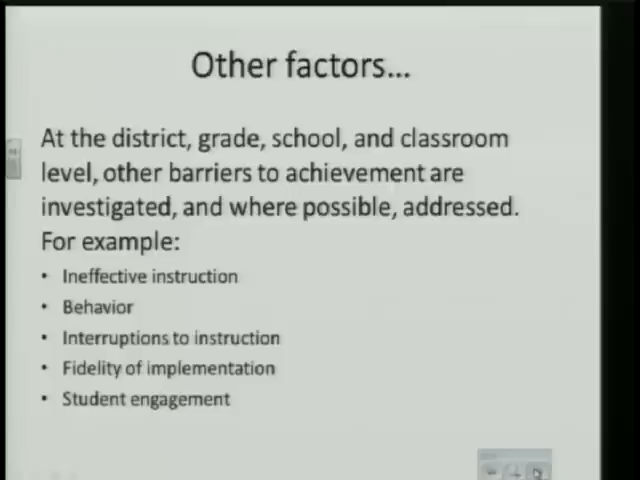 Other factors...
At the district, grade, school, and classroom
level, other barriers to achievement are
investigated, and where possible, addressed.
For example:
• Ineffective instruction
• Behavior
• Interruptions to instruction
• Fidelity of implementation
• Student engagement